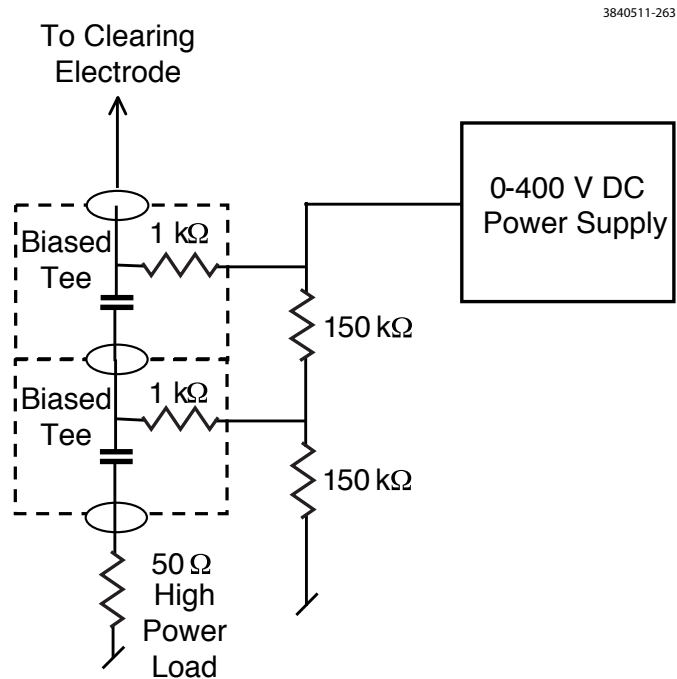 3840511-263
To Clearing
Electrode
0-400 V DC
Power Supply
Biased
Tee
1 kΩ
150 kΩ
Biased
Tee
1 kΩ
150 kΩ
50 Ω
High
Power
Load